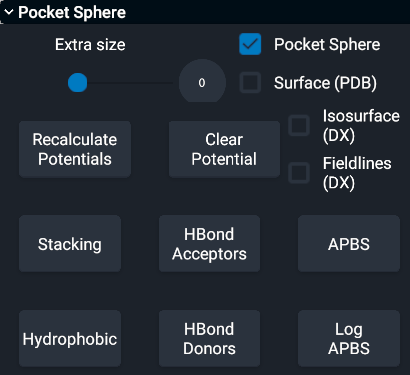 Pocket Sphere
Extra size
Pocket Sphere
0
Surface (PDB)
Recalculate
Potentials
Clear
Potential
Isosurface
(DX)
Fieldlines
(DX)
Stacking
HBond
Acceptors
APBS
Hydrophobic
HBond
Donors
Log
APBS